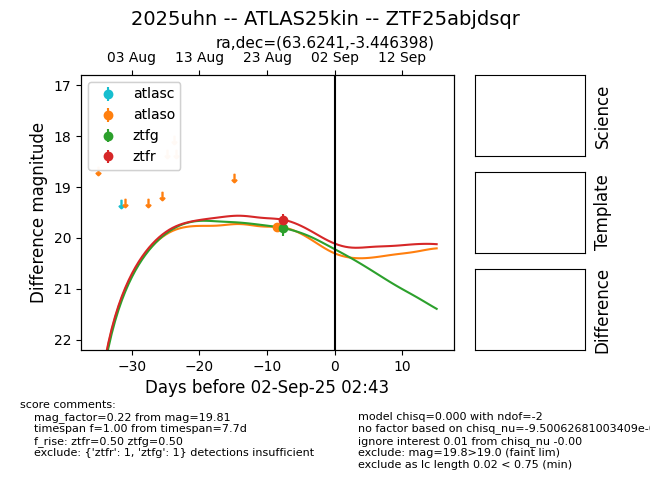 2025uhn -- ATLAS25kin -- ZTF25abjdsqr
ra,dec=(63.6241,-3.446398)
03 Aug 13 Aug 23 Aug 02 Sep 12 Sep
atlasc
atlaso
ztfg
ztfr
Difference magnitude
17
18
19
20
21
22
−30 −20 −10 0 10
Days before 02-Sep-25 02:43
Science
Template
Difference
score comments:
mag_factor=0.22 from mag=19.81
timespan f=1.00 from timespan=7.7d
f_rise: ztfr=0.50 ztfg=0.50
exclude: {'ztfr': 1, 'ztfg': 1} detections insufficient
model chisq=0.000 with ndof=-2
no factor based on chisq_nu=-9.50062681003409e-
ignore interest 0.01 from chisq_nu -0.00
exclude: mag=19.8>19.0 (faint lim)
exclude as lc length 0.02 < 0.75 (min)